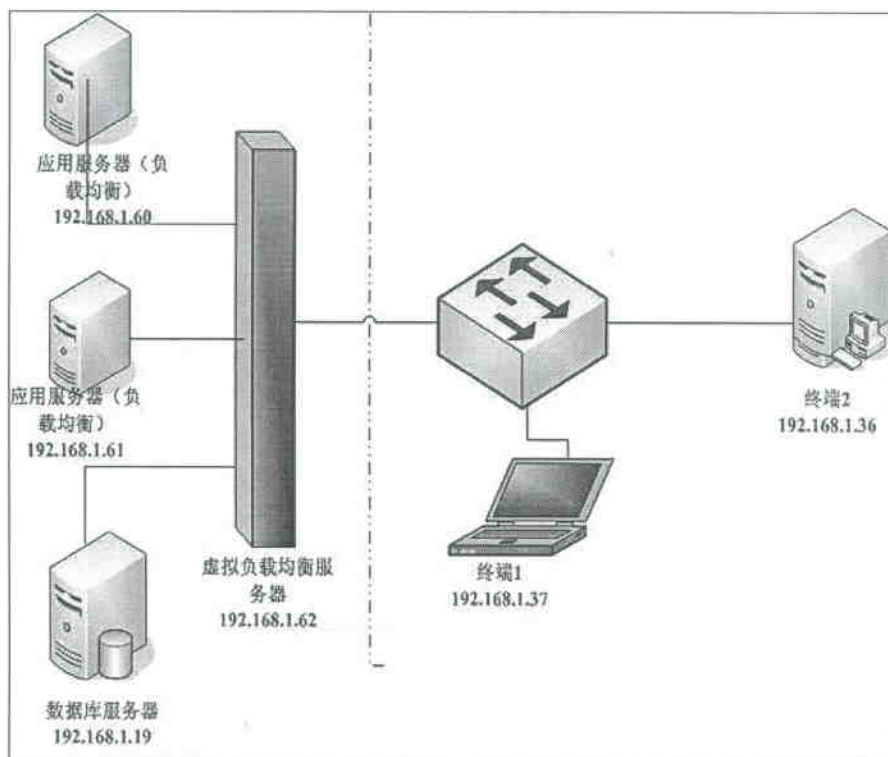 应用服务器（负
载均衡）
192.168.1.60
应用服务器（负
载均衡）
192.168.1.61
虚拟负载均衡服
务器
192.168.1.62
数据库服务器
192.168.1.19
终端1
192.168.1.37
终端2
192.168.1.36